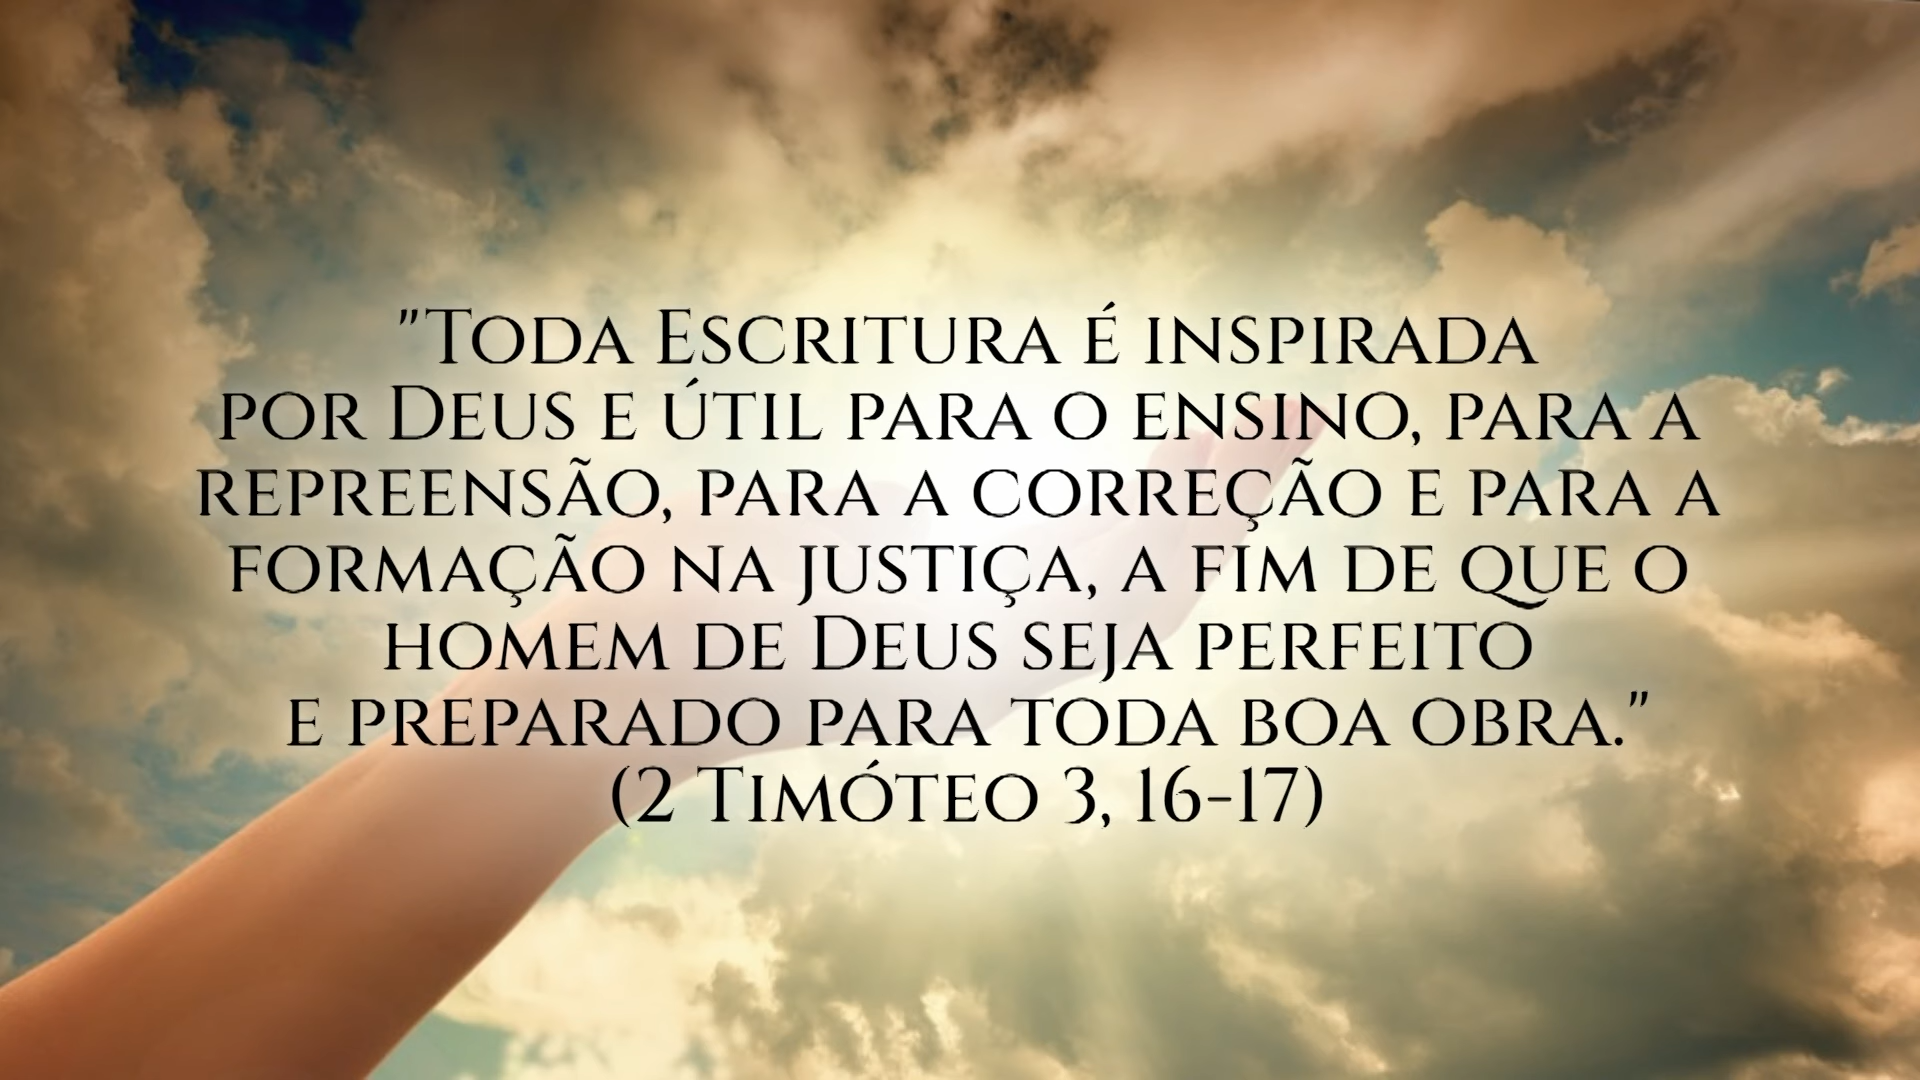 "Toda Escritura é inspirada
por Deus e útil para o ensino, para a
repreensão, para a correção e para a
formação na justiça, a fim de que o
homem de Deus seja perfeito
e preparado para toda boa obra."
(2 Timóteo 3, 16-17)